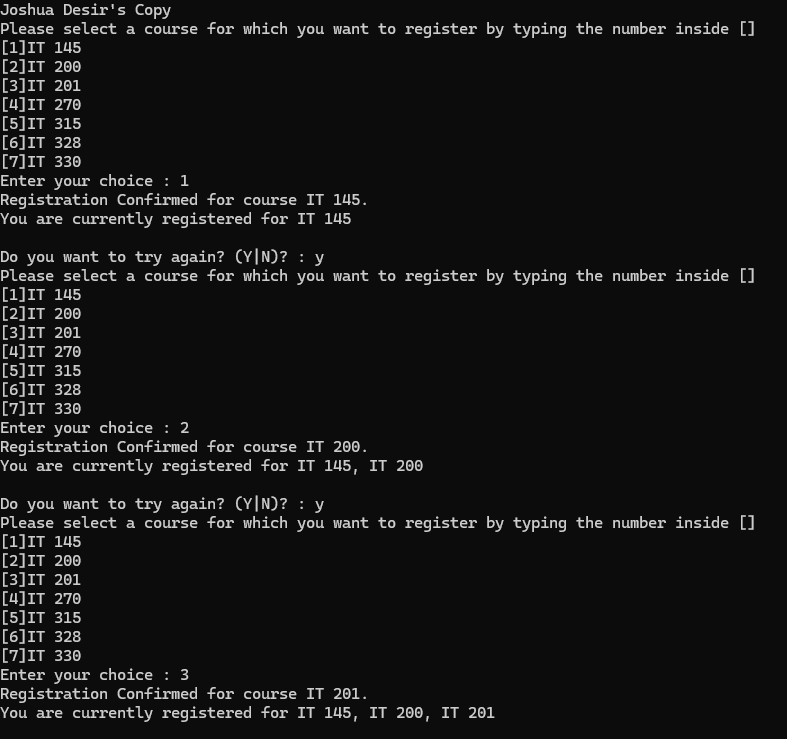 Joshua Desir's Copy
Please select a course for which you want to register by typing the number inside []
[1]IT 145
[2]IT 200
[3]IT 201
[4]IT 270
[5]IT 315
[6]IT 328
[7]IT 330
Enter your choice : 1
Registration Confirmed for course IT 145.
You are currently registered for IT 145

Do you want to try again? (Y|N)? : y
Please select a course for which you want to register by typing the number inside []
[1]IT 145
[2]IT 200
[3]IT 201
[4]IT 270
[5]IT 315
[6]IT 328
[7]IT 330
Enter your choice : 2
Registration Confirmed for course IT 200.
You are currently registered for IT 145, IT 200

Do you want to try again? (Y|N)? : y
Please select a course for which you want to register by typing the number inside []
[1]IT 145
[2]IT 200
[3]IT 201
[4]IT 270
[5]IT 315
[6]IT 328
[7]IT 330
Enter your choice : 3
Registration Confirmed for course IT 201.
You are currently registered for IT 145, IT 200, IT 201